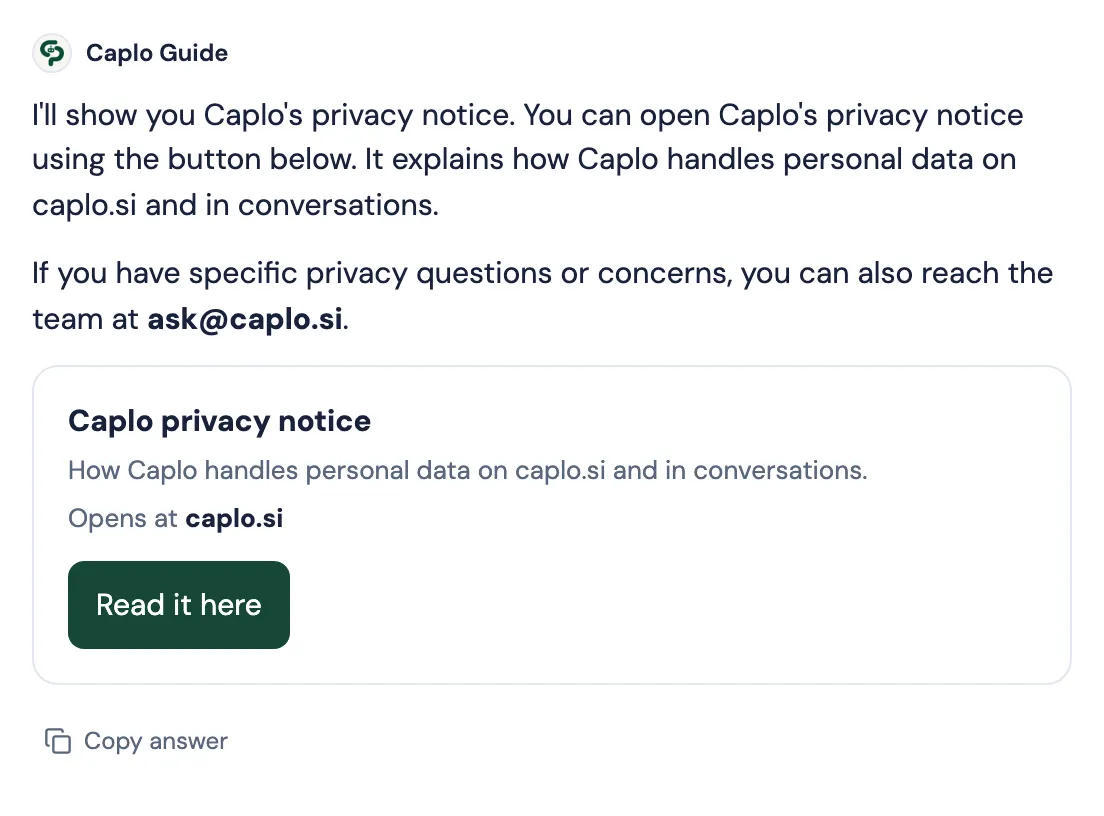 Caplo Guide
I'll show you Caplo's privacy notice. You can open Caplo's privacy notice
using the button below. It explains how Caplo handles personal data on
caplo.si and in conversations.
If you have specific privacy questions or concerns, you can also reach the
team at ask@caplo.si.
Caplo privacy notice
How Caplo handles personal data on caplo.si and in conversations.
Opens at caplo.si
Read it here
Copy answer